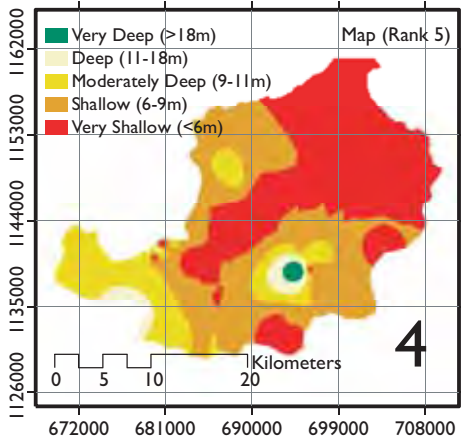 Very Deep (>18m)
Map (Rank 5)
Deep (11-18m)
Moderately Deep (9-11m)
Shallow (6-9m)
Very Shallow (<6m)
1162000
1153000
1144000
1135000
1126000
4
Kilometers
0 5 10 20
672000 681000 690000 699000 708000